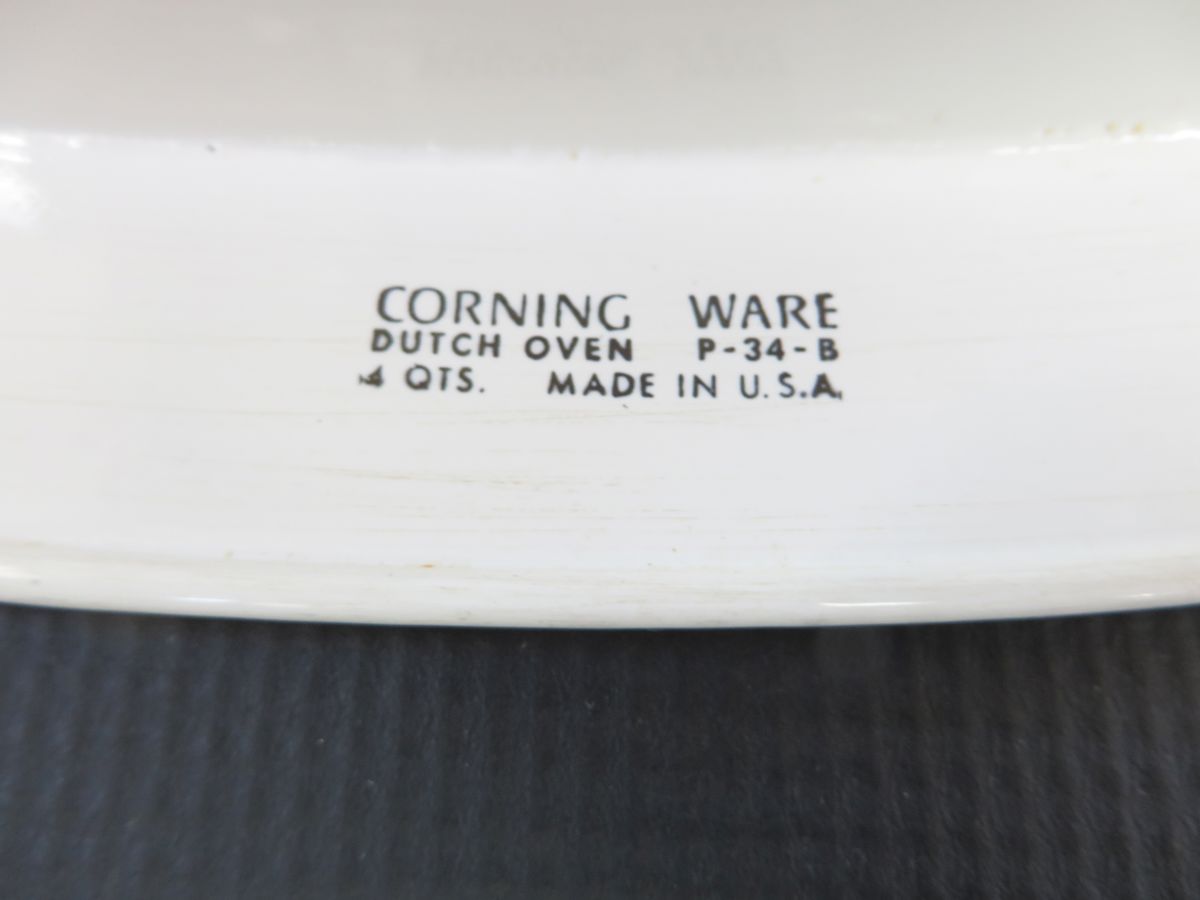 CORNING WARE
DUTCH OVEN P-34-B
4 QTS. MADE IN U.S.A.